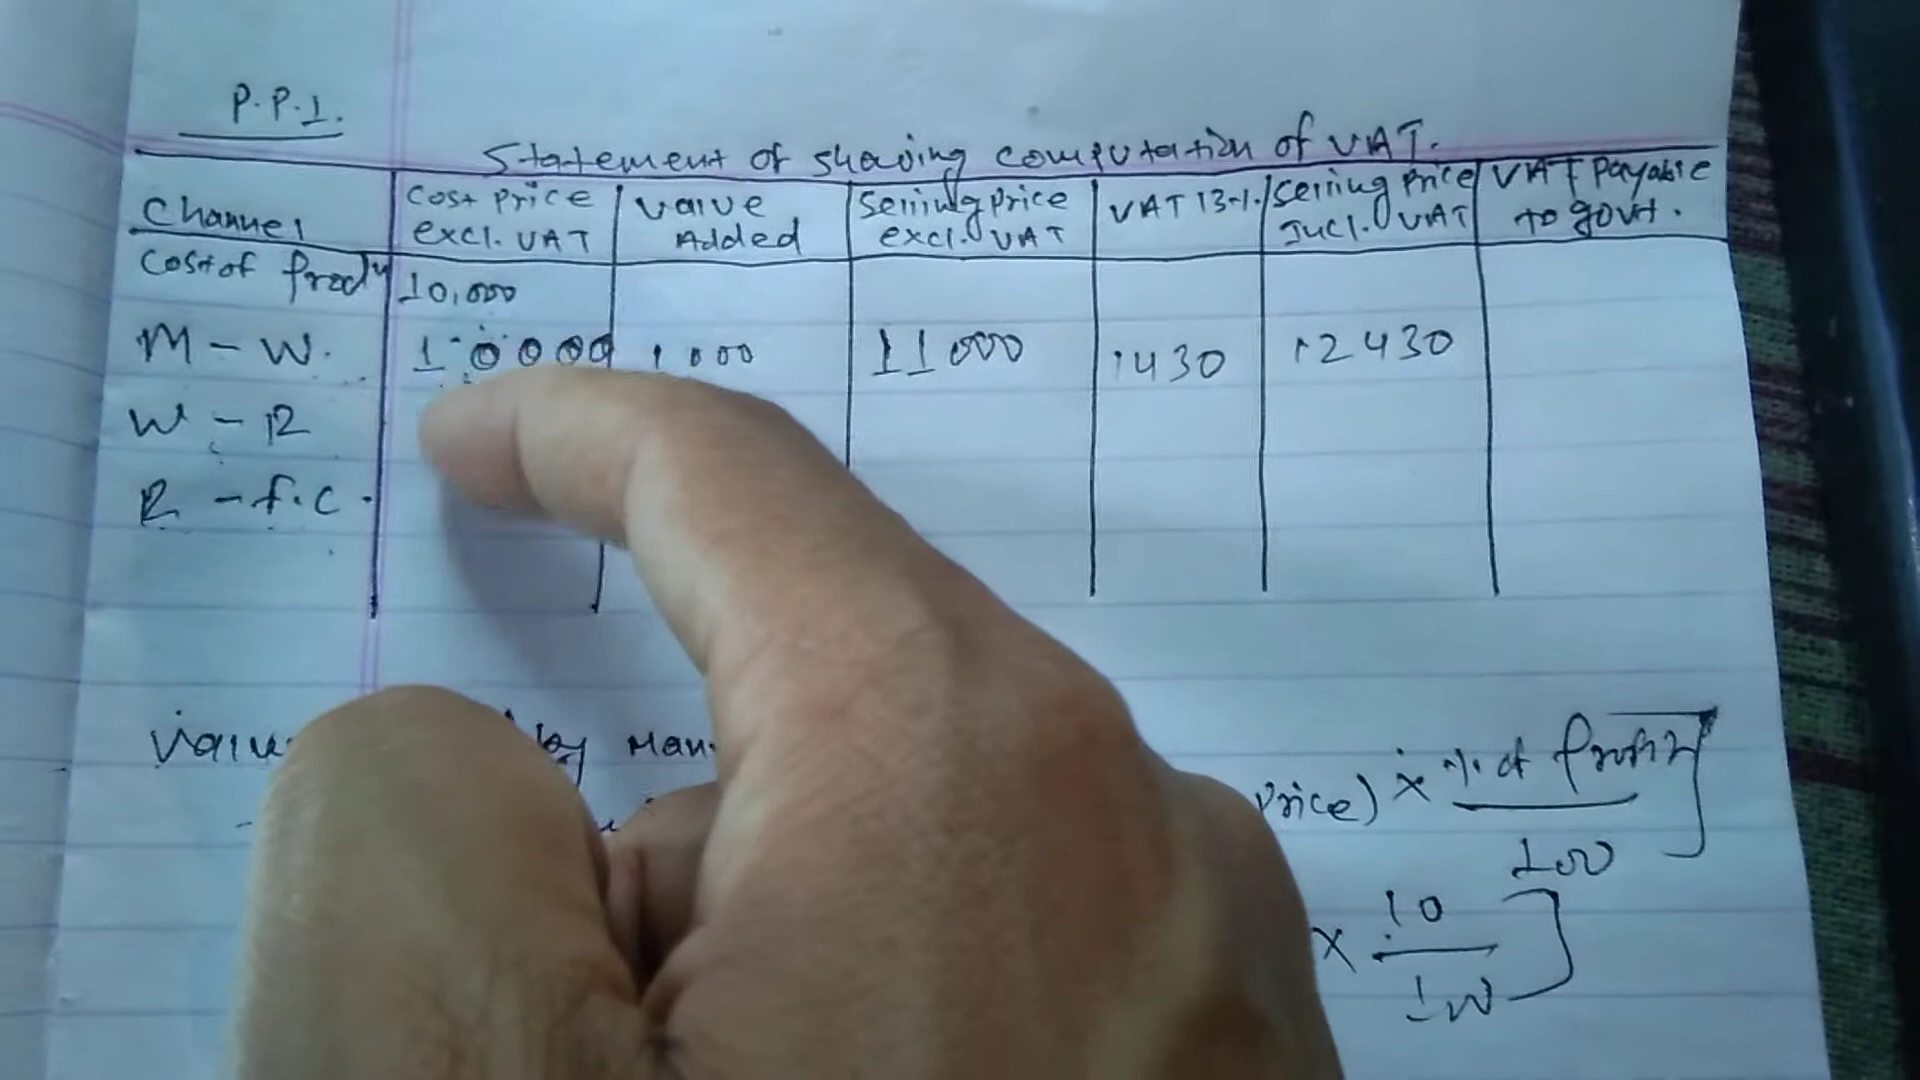 P.P.1.
Statement of showing computation of VAT.
Channel | Cost Price excl. VAT | Value Added | Selling Price excl. VAT | VAT 13% | Selling Price Incl. VAT | VAT Payable to govt.
Cost of Prodn | 10,000
M - W. | 10000 | 1000 | 11000 | 1430 | 12430
W - R
R - f.c.
Value by Man
Price) × % of Profit
100
× 10
100